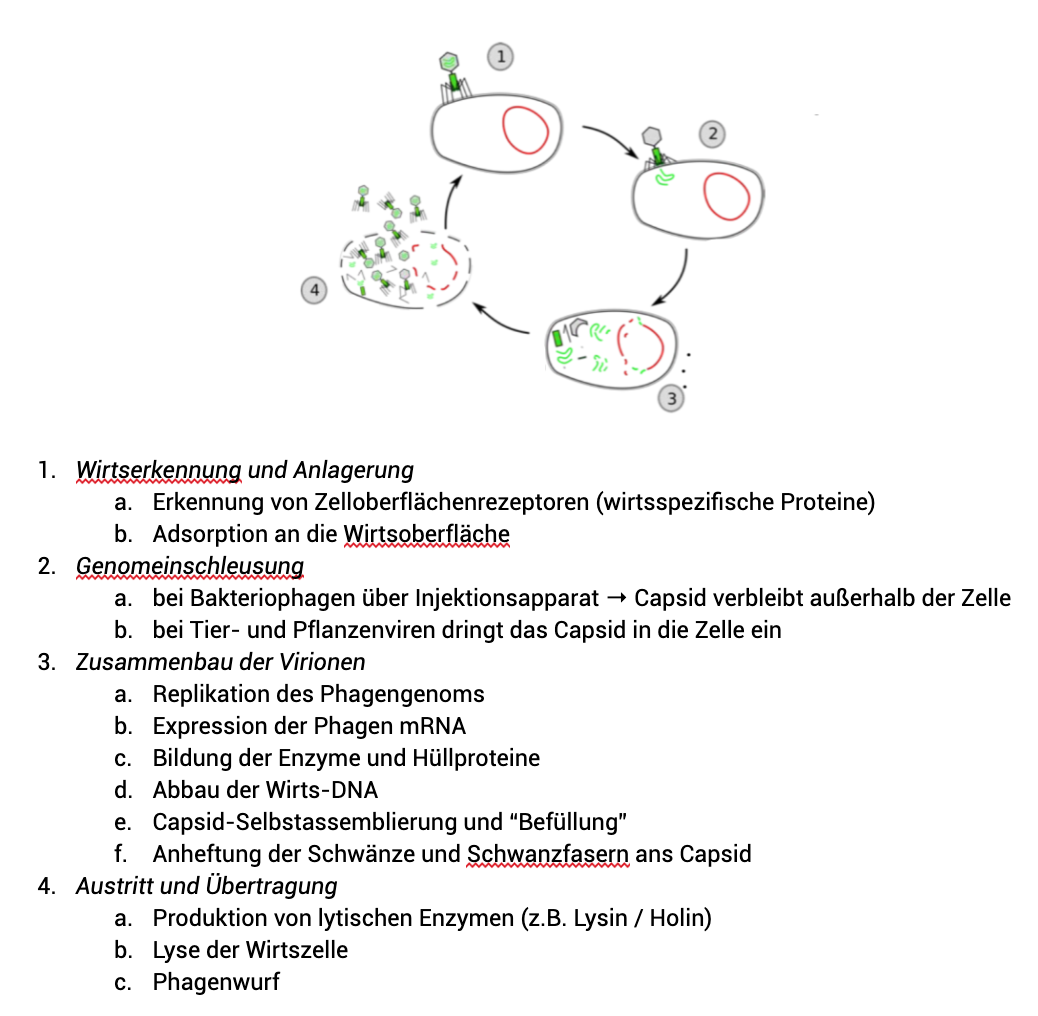 1
2
3
4
1. Wirtserkennung und Anlagerung
a. Erkennung von Zelloberflächenrezeptoren (wirtsspezifische Proteine)
b. Adsorption an die Wirtsoberfläche
2. Genomeinschleusung
a. bei Bakteriophagen über Injektionsapparat → Capsid verbleibt außerhalb der Zelle
b. bei Tier- und Pflanzenviren dringt das Capsid in die Zelle ein
3. Zusammenbau der Virionen
a. Replikation des Phagengenoms
b. Expression der Phagen mRNA
c. Bildung der Enzyme und Hüllproteine
d. Abbau der Wirts-DNA
e. Capsid-Selbstassemblierung und “Befüllung”
f. Anheftung der Schwänze und Schwanzfasern ans Capsid
4. Austritt und Übertragung
a. Produktion von lytischen Enzymen (z.B. Lysin / Holin)
b. Lyse der Wirtszelle
c. Phagenwurf